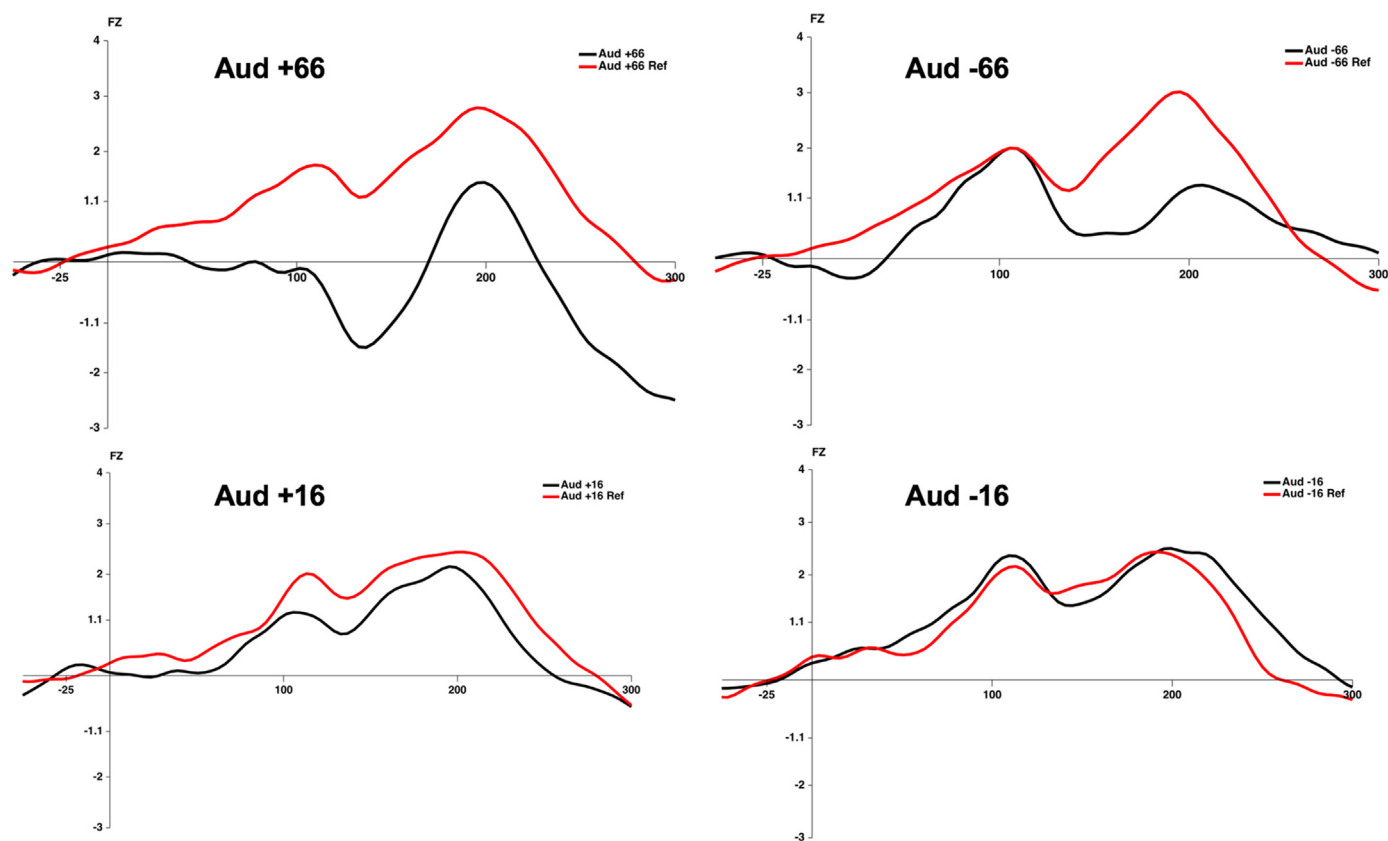 FZ
4
Aud +66
Aud +66
Aud +66 Ref
3
2
1.1
-25
100
200
300
-1.1
-2
-3
FZ
4
Aud -66
Aud -66
Aud -66 Ref
3
2
1.1
-25
100
200
300
-1.1
-2
-3
FZ
4
Aud +16
Aud +16
Aud +16 Ref
3
2
1.1
-25
100
200
300
-1.1
-2
-3
FZ
4
Aud -16
Aud -16
Aud -16 Ref
3
2
1.1
-25
100
200
300
-1.1
-2
-3